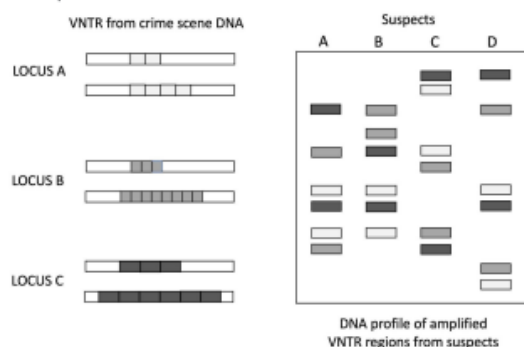 VNTR from crime scene DNA
LOCUS A
LOCUS B
LOCUS C
Suspects
A B C D
DNA profile of amplified
VNTR regions from suspects